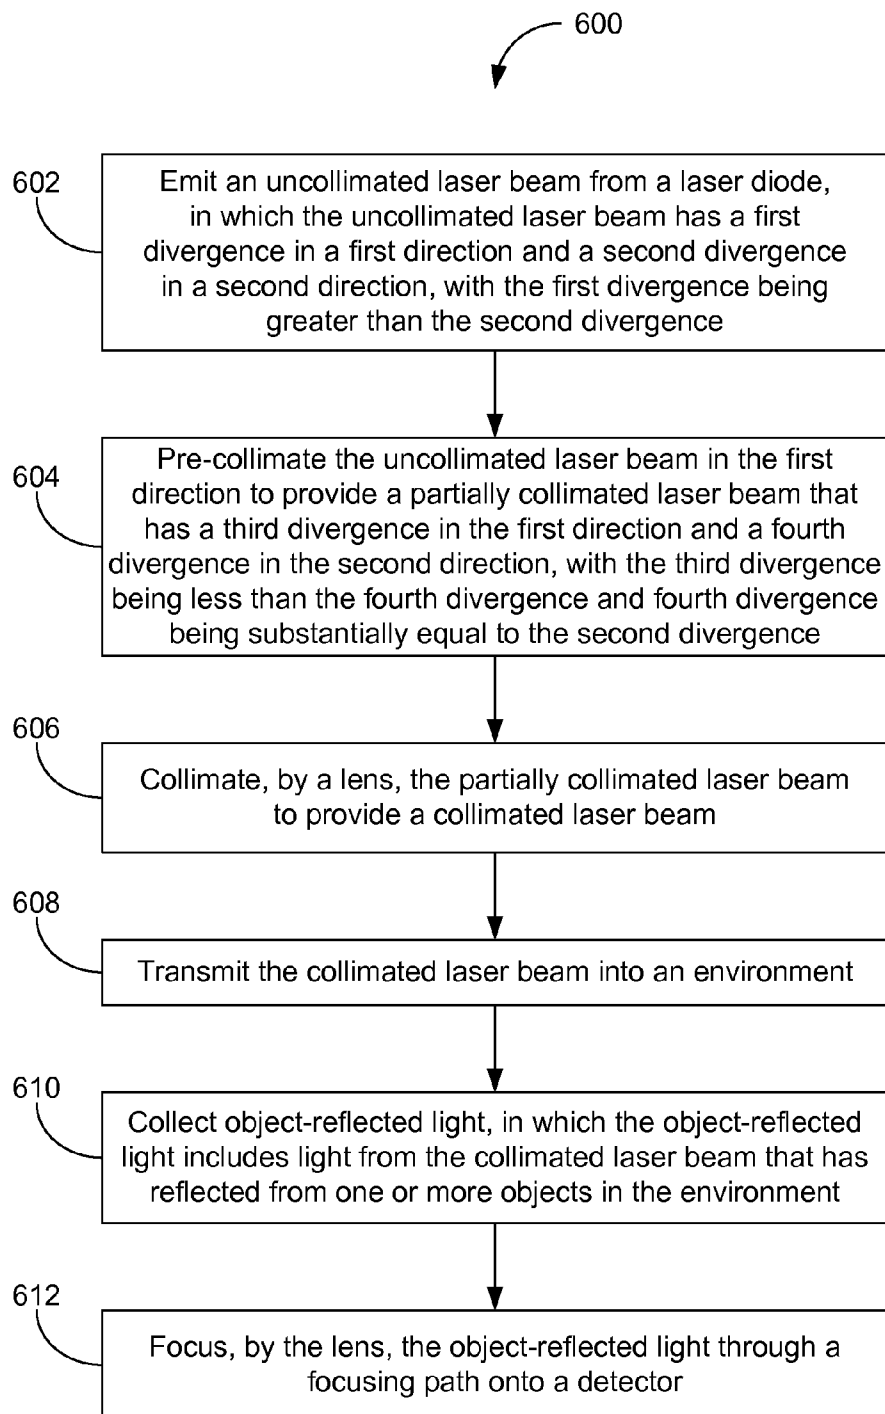 600
602
Emit an uncollimated laser beam from a laser diode,
in which the uncollimated laser beam has a first
divergence in a first direction and a second divergence
in a second direction, with the first divergence being
greater than the second divergence
604
Pre-collimate the uncollimated laser beam in the first
direction to provide a partially collimated laser beam that
has a third divergence in the first direction and a fourth
divergence in the second direction, with the third divergence
being less than the fourth divergence and fourth divergence
being substantially equal to the second divergence
606
Collimate, by a lens, the partially collimated laser beam
to provide a collimated laser beam
608
Transmit the collimated laser beam into an environment
610
Collect object-reflected light, in which the object-reflected
light includes light from the collimated laser beam that has
reflected from one or more objects in the environment
612
Focus, by the lens, the object-reflected light through a
focusing path onto a detector